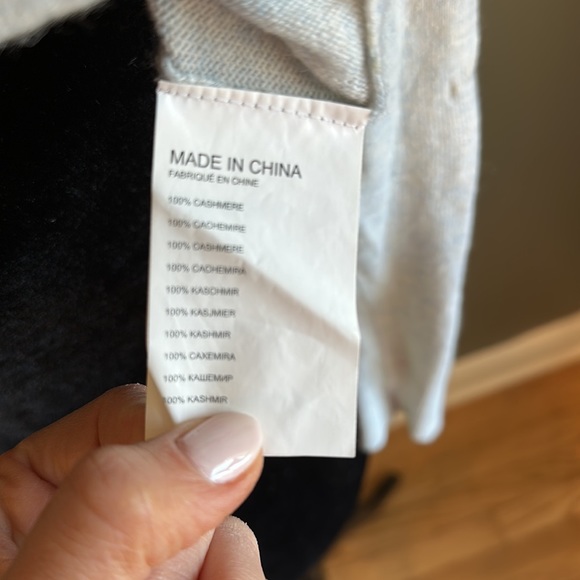 MADE IN CHINA
FABRIQUÉ EN CHINE
100% CASHMERE
100% CACHEMIRE
100% CASHMERE
100% CACHEMIRA
100% KASCHMIR
100% KASJMIER
100% KASHMIR
100% CAXEMIRA
100% КАШЕМИР
100% KASHMIR